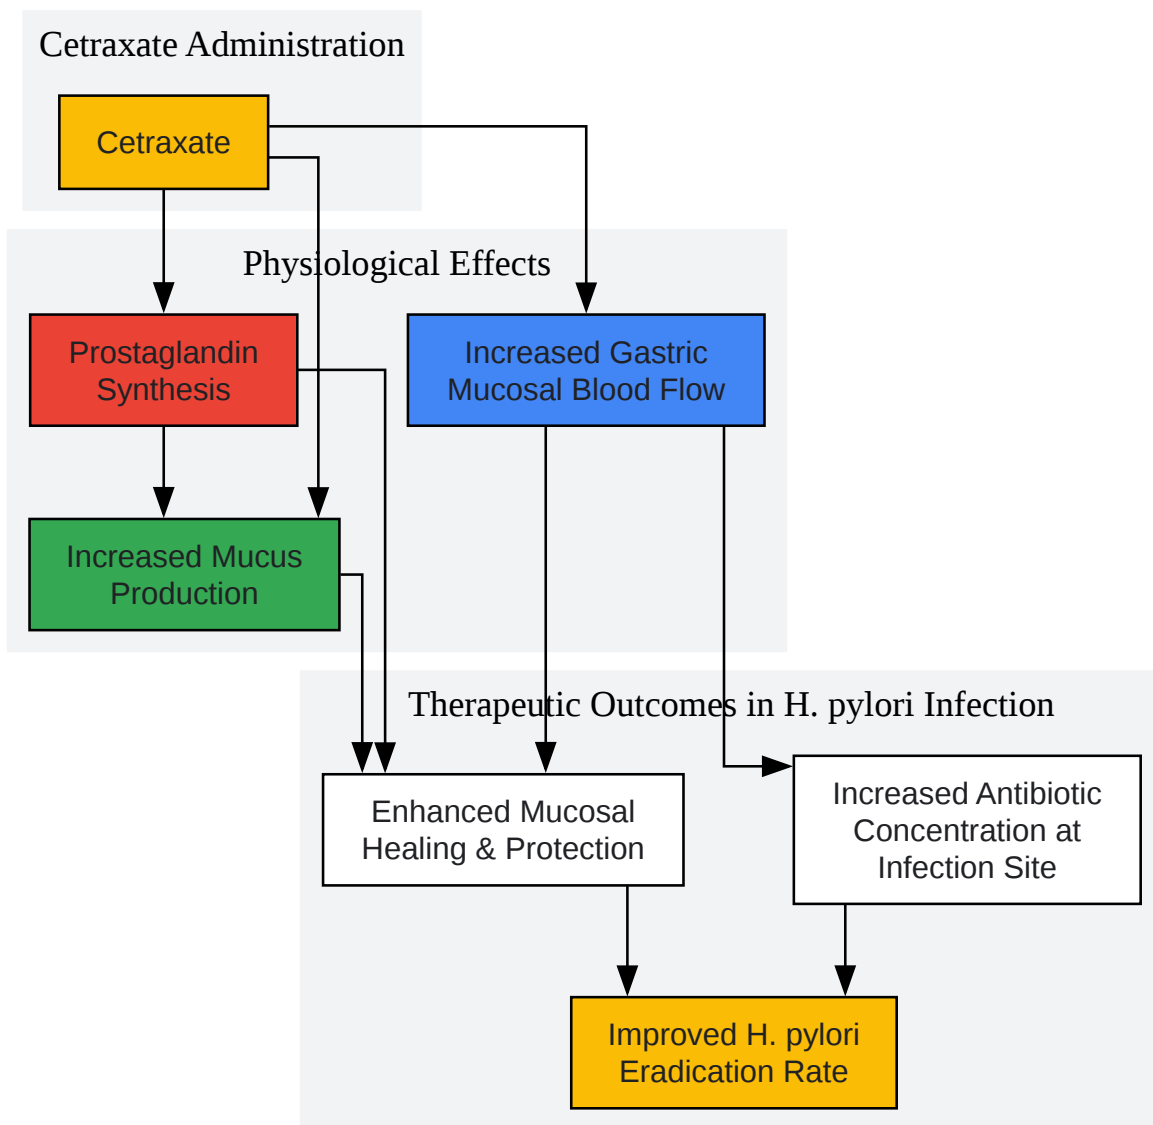 Cetraxate Administration
Cetraxate
Physiological Effects
Prostaglandin
Synthesis
Increased Gastric
Mucosal Blood Flow
Increased Mucus
Production
Therapeutic Outcomes in H. pylori Infection
Enhanced Mucosal
Healing & Protection
Increased Antibiotic
Concentration at
Infection Site
Improved H. pylori
Eradication Rate